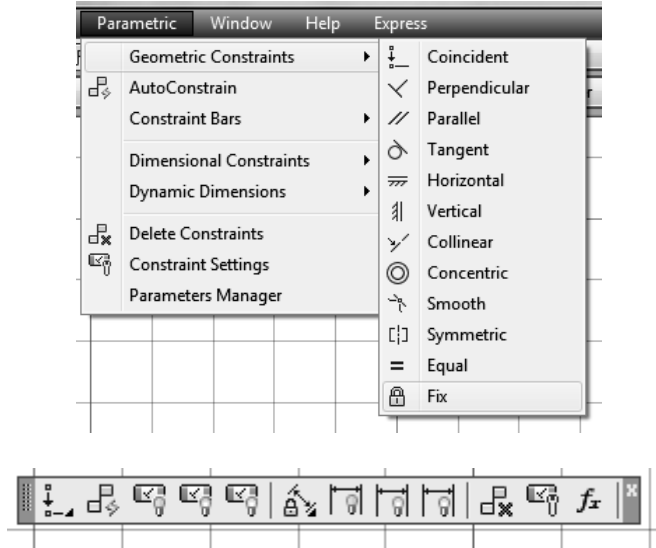 Parametric Window Help Express
Geometric Constraints
AutoConstrain
Constraint Bars
Dimensional Constraints
Dynamic Dimensions
Delete Constraints
Constraint Settings
Parameters Manager
Coincident
Perpendicular
Parallel
Tangent
Horizontal
Vertical
Collinear
Concentric
Smooth
Symmetric
Equal
Fix
fx